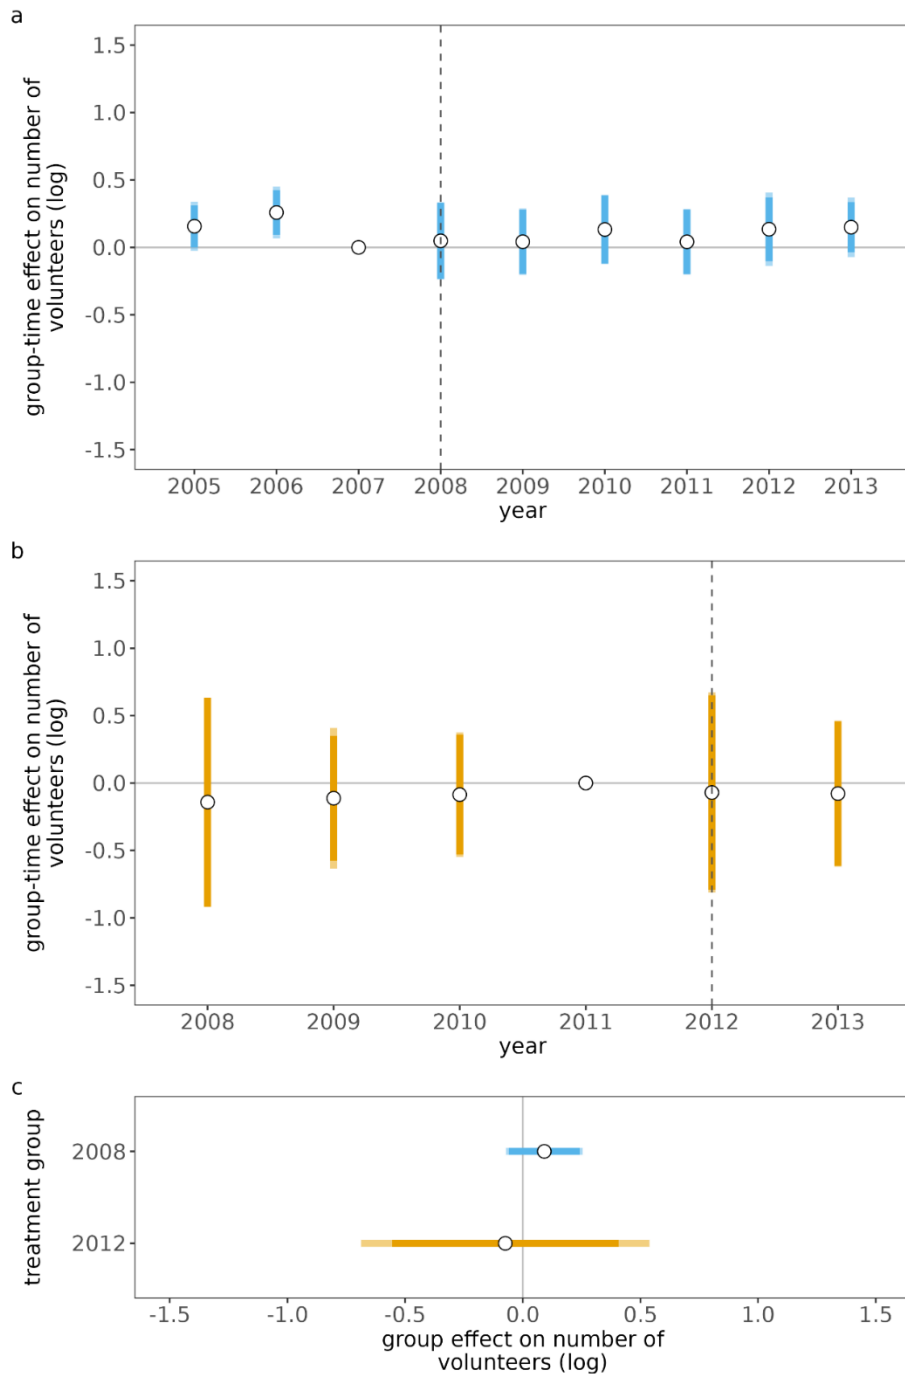 a
group-time effect on number of
volunteers (log)
1.5
1.0
0.5
0.0
-0.5
-1.0
-1.5
2005 2006 2007 2008 2009 2010 2011 2012 2013
year
b
group-time effect on number of
volunteers (log)
1.5
1.0
0.5
0.0
-0.5
-1.0
-1.5
2008 2009 2010 2011 2012 2013
year
c
treatment group
2008
2012
-1.5 -1.0 -0.5 0.0 0.5 1.0 1.5
group effect on number of
volunteers (log)